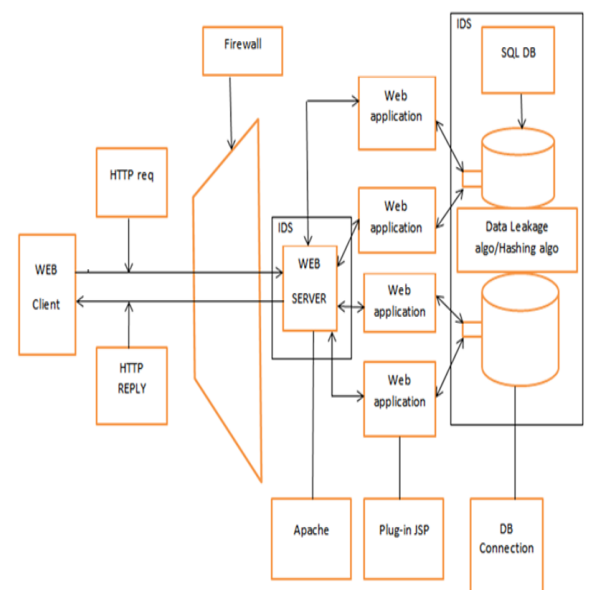 IDS
SQL DB
Firewall
Web
application
HTTP req
Web
application
Data Leakage
algo/Hashing algo
IDS
WEB
SERVER
WEB
Client
Web
application
HTTP
REPLY
Web
application
Apache
Plug-in JSP
DB
Connection